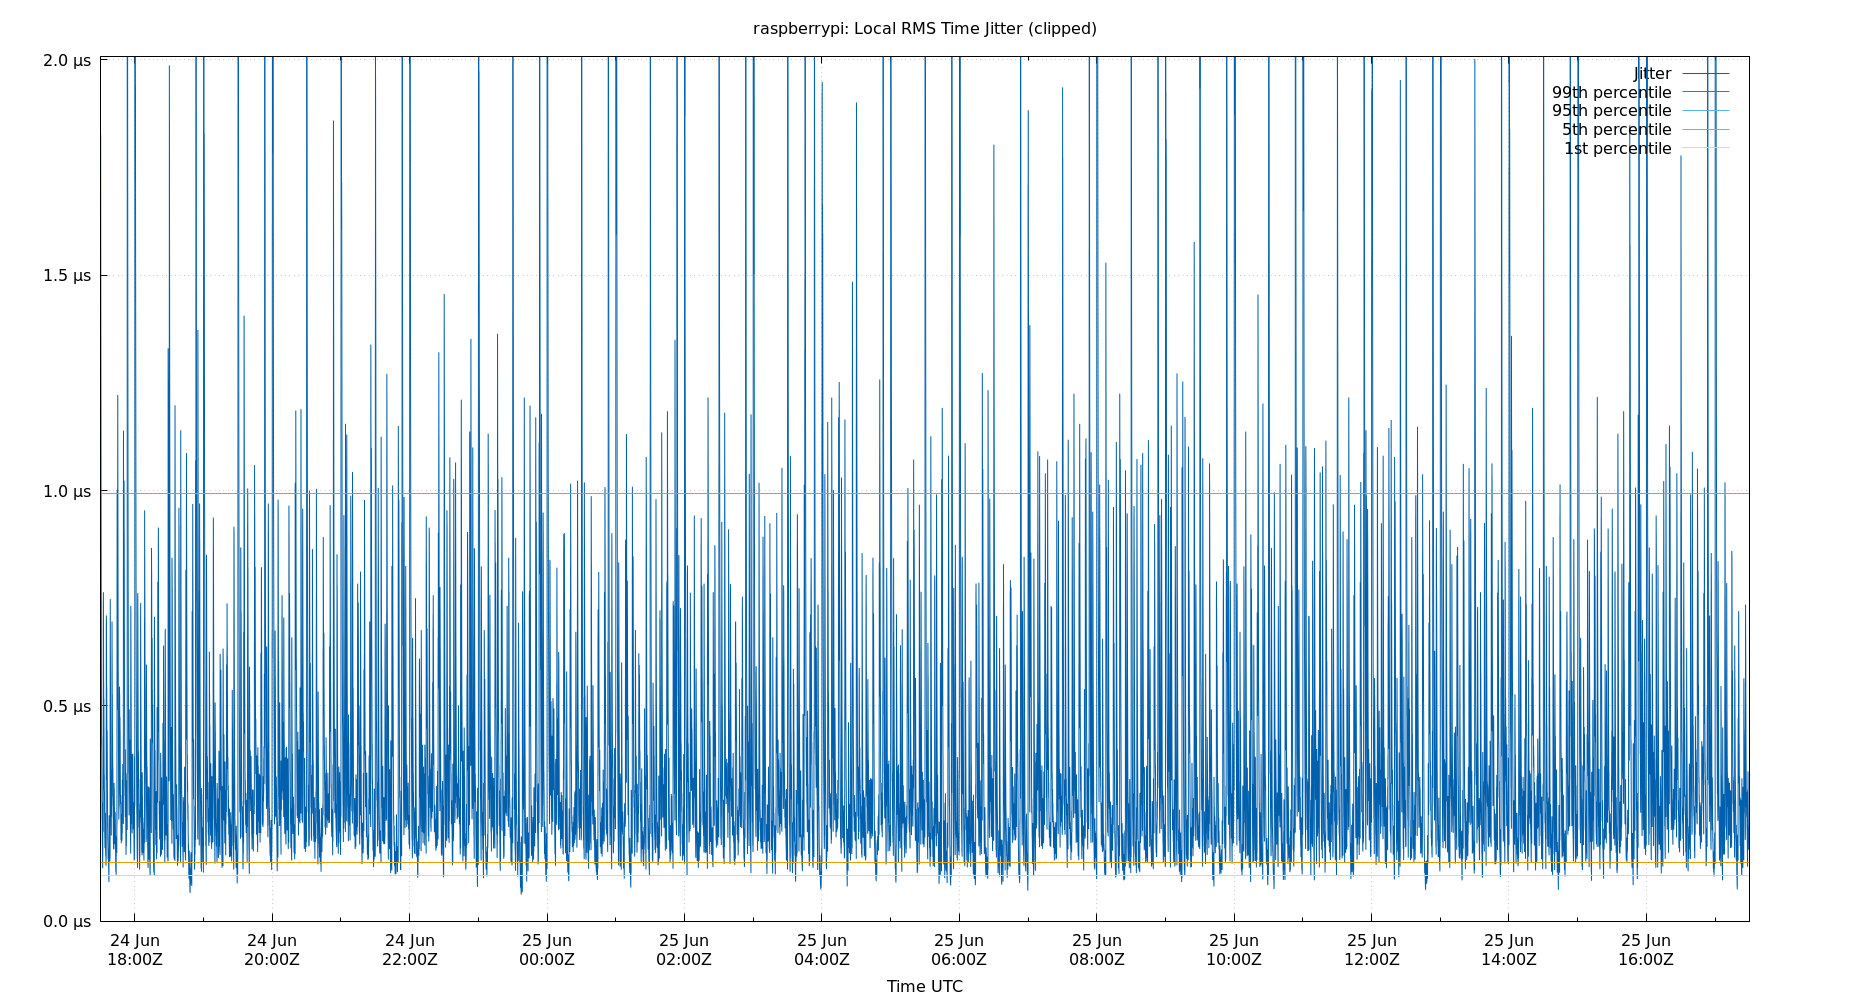 raspberrypi: Local RMS Time Jitter (clipped)
2.0 µs
1.5 µs
1.0 µs
0.5 µs
0.0 µs
Jitter
99th percentile
95th percentile
5th percentile
1st percentile
24 Jun 24 Jun 24 Jun 25 Jun 25 Jun 25 Jun 25 Jun 25 Jun 25 Jun 25 Jun 25 Jun 25 Jun
18:00Z 20:00Z 22:00Z 00:00Z 02:00Z 04:00Z 06:00Z 08:00Z 10:00Z 12:00Z 14:00Z 16:00Z
Time UTC